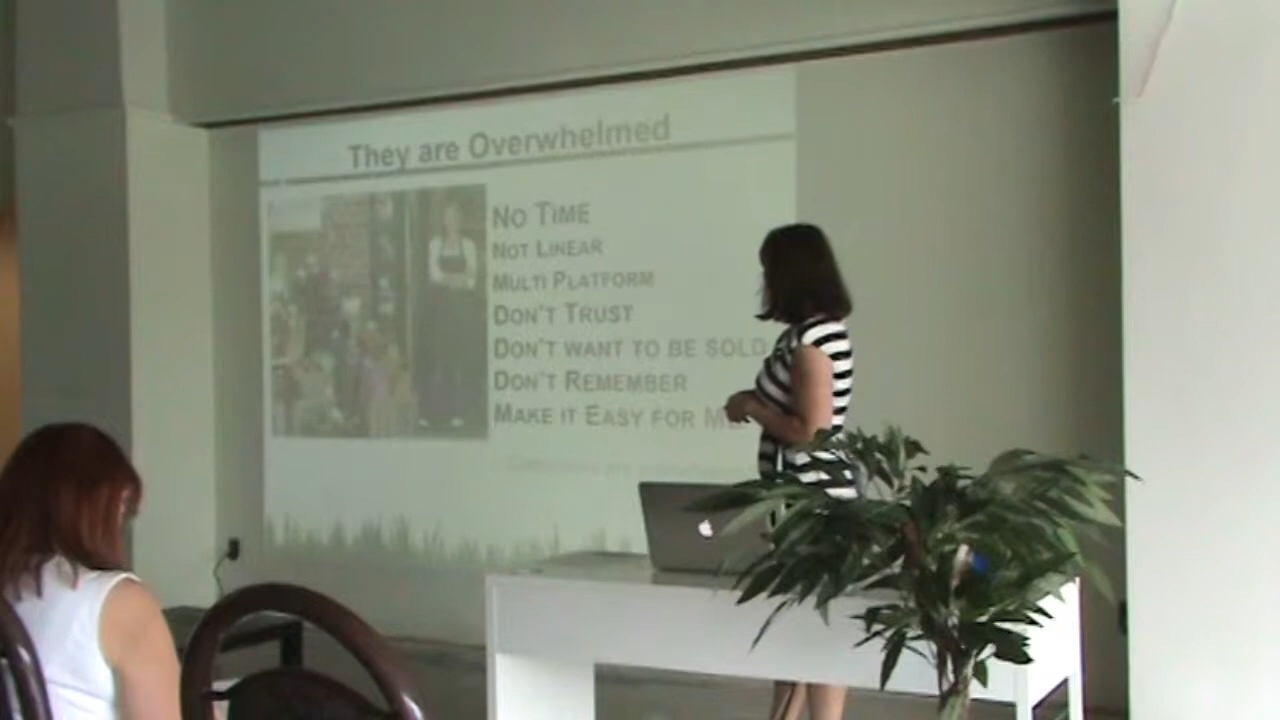 They are Overwhelmed
NO TIME
NOT LINEAR
MULTI PLATFORM
DON'T TRUST
DON'T WANT TO BE SOLD
DON'T REMEMBER
MAKE IT EASY FOR